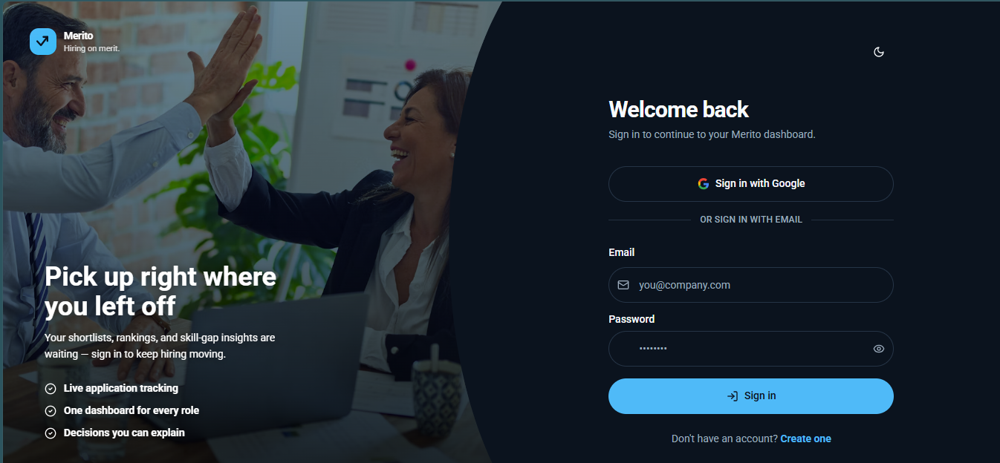 Merito
Hiring on merit.
Pick up right where
you left off
Your shortlists, rankings, and skill-gap insights are
waiting — sign in to keep hiring moving.
Live application tracking
One dashboard for every role
Decisions you can explain
Welcome back
Sign in to continue to your Merito dashboard.
Sign in with Google
OR SIGN IN WITH EMAIL
Email
you@company.com
Password
••••••••
Sign in
Don't have an account? Create one